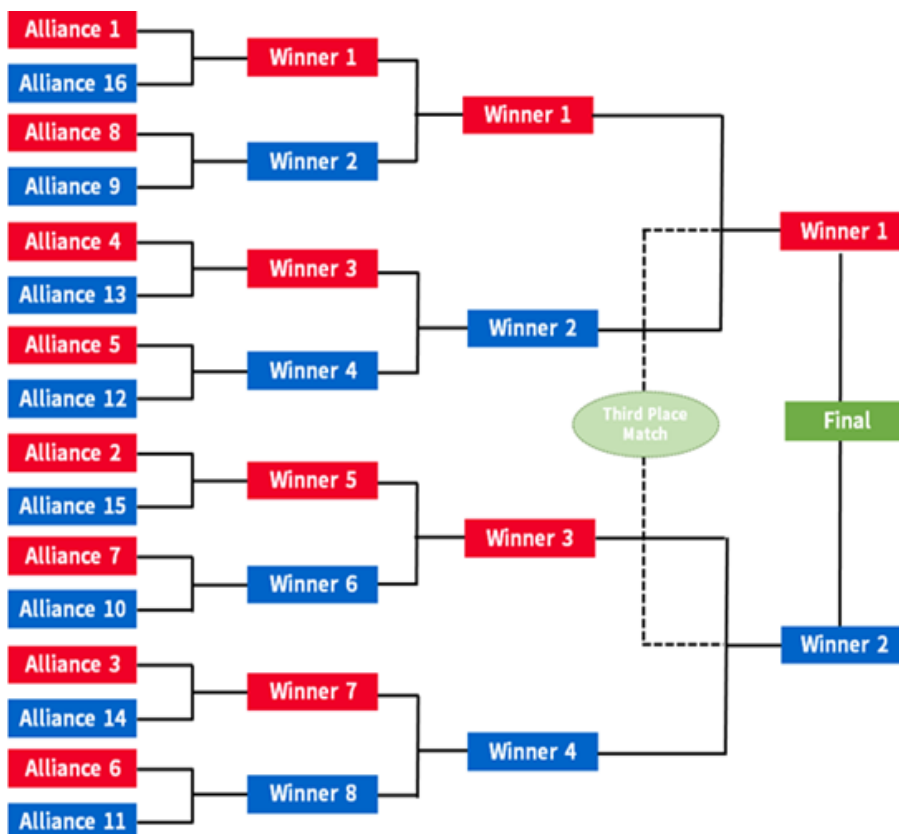 Alliance 1
Alliance 16
Alliance 8
Alliance 9
Alliance 4
Alliance 13
Alliance 5
Alliance 12
Alliance 2
Alliance 15
Alliance 7
Alliance 10
Alliance 3
Alliance 14
Alliance 6
Alliance 11
Winner 1
Winner 2
Winner 3
Winner 4
Winner 5
Winner 6
Winner 7
Winner 8
Winner 1
Winner 2
Winner 3
Winner 4
Third Place
Match
Winner 1
Final
Winner 2